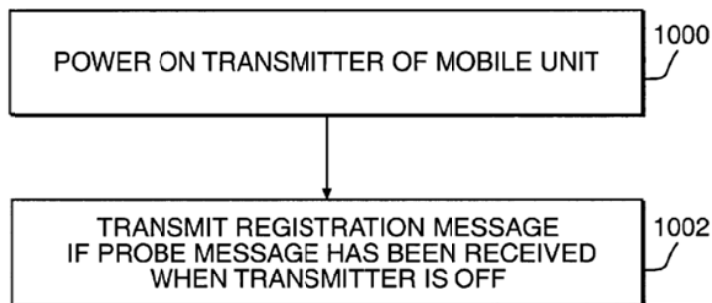 POWER ON TRANSMITTER OF MOBILE UNIT
1000
TRANSMIT REGISTRATION MESSAGE
IF PROBE MESSAGE HAS BEEN RECEIVED
WHEN TRANSMITTER IS OFF
1002